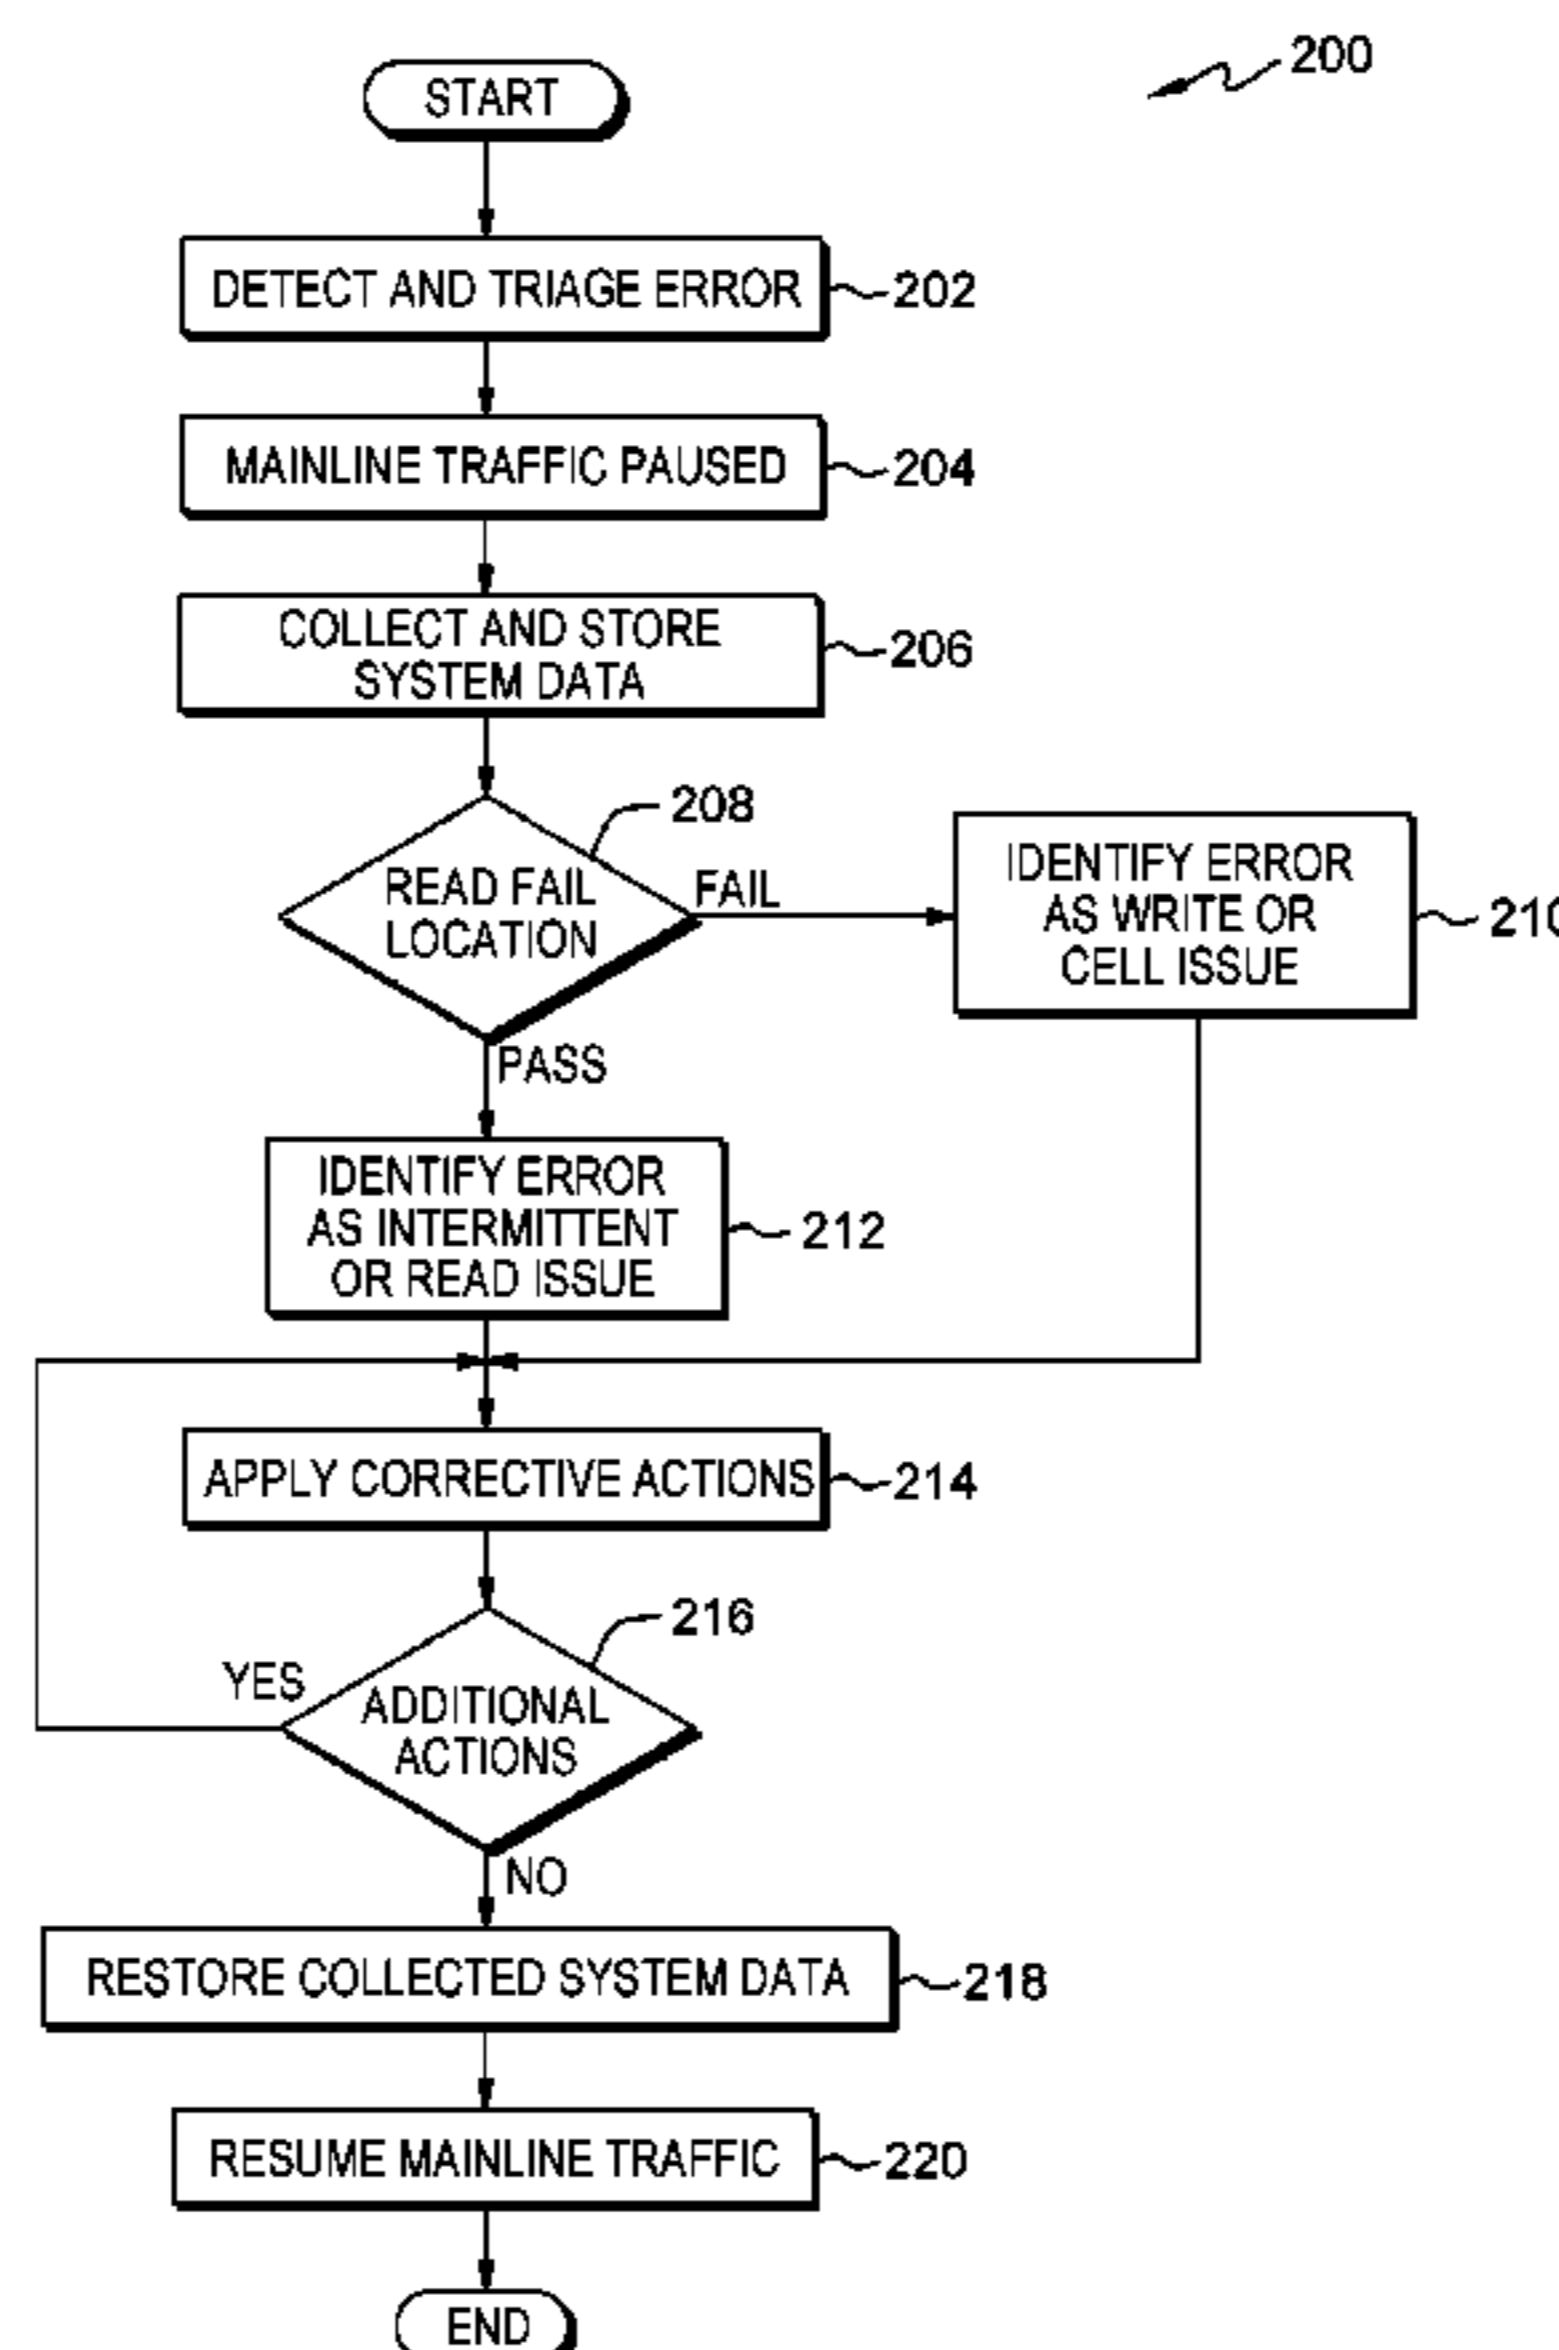 200
START
DETECT AND TRIAGE ERROR
202
MAINLINE TRAFFIC PAUSED
204
COLLECT AND STORE
SYSTEM DATA
206
208
READ FAIL
LOCATION
FAIL
IDENTIFY ERROR
AS WRITE OR
CELL ISSUE
210
PASS
IDENTIFY ERROR
AS INTERMITTENT
OR READ ISSUE
212
APPLY CORRECTIVE ACTIONS
214
216
YES
ADDITIONAL
ACTIONS
NO
RESTORE COLLECTED SYSTEM DATA
218
RESUME MAINLINE TRAFFIC
220
END